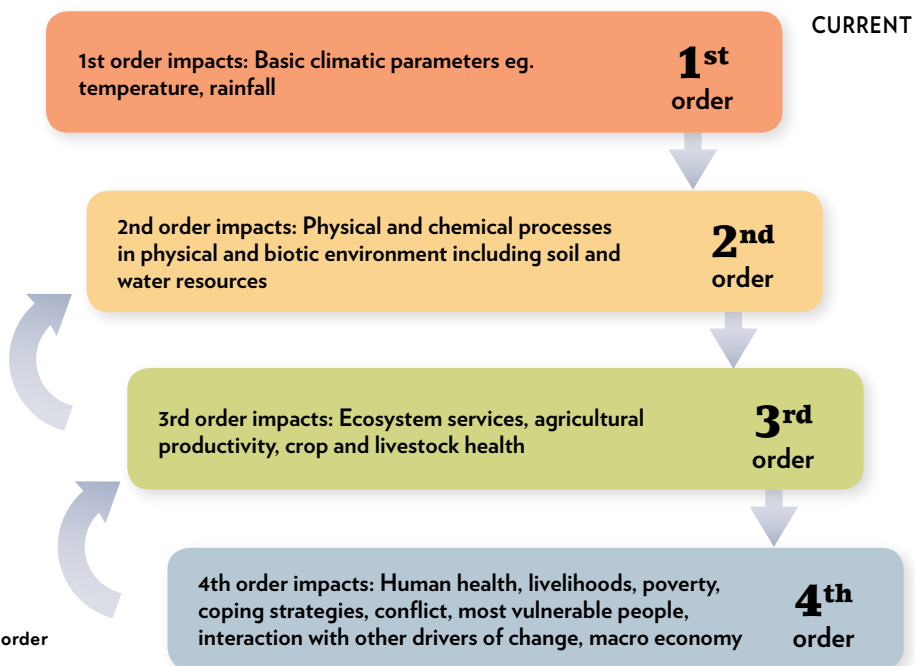 CURRENT
1st order impacts: Basic climatic parameters eg.
temperature, rainfall
1st
order
2nd order impacts: Physical and chemical processes
in physical and biotic environment including soil and
water resources
2nd
order
3rd order impacts: Ecosystem services, agricultural
productivity, crop and livestock health
3rd
order
4th order impacts: Human health, livelihoods, poverty,
coping strategies, conflict, most vulnerable people,
interaction with other drivers of change, macro economy
4th
order
order